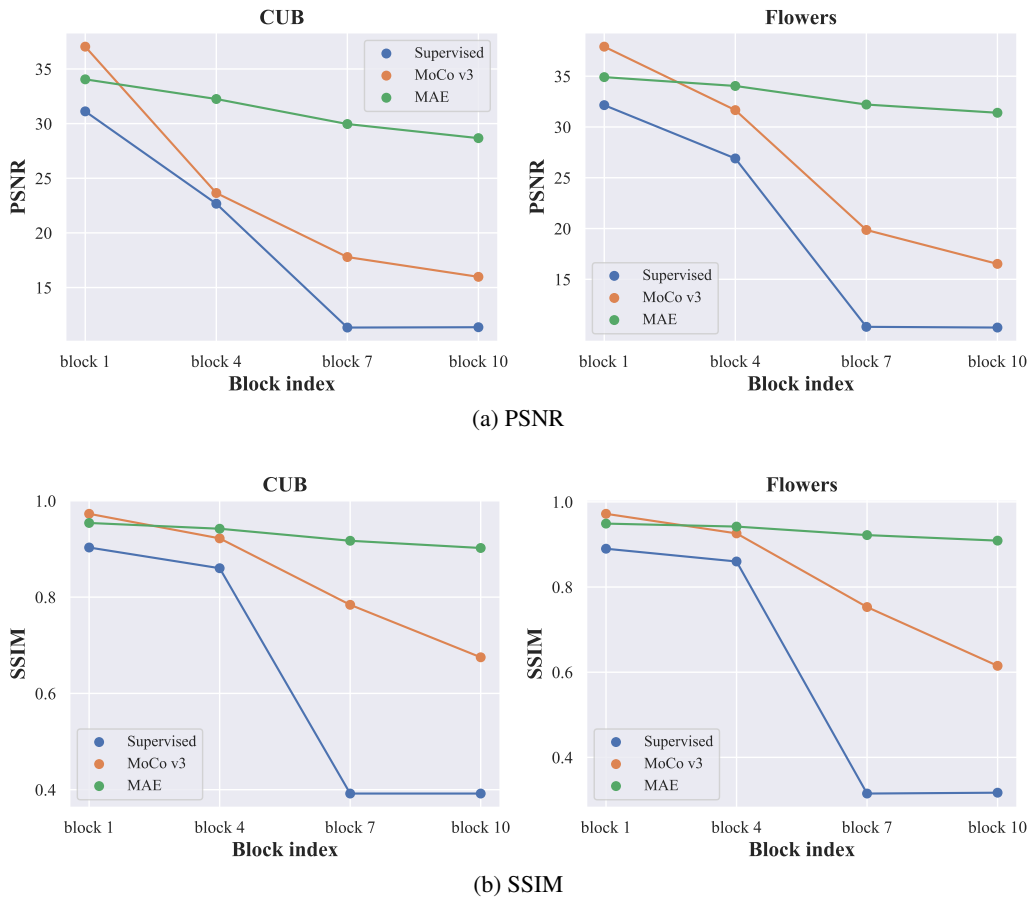 CUB
35
30
25
20
15
PSNR
Supervised
MoCo v3
MAE
block 1 block 4 block 7 block 10
Block index
Flowers
35
30
25
20
15
PSNR
Supervised
MoCo v3
MAE
block 1 block 4 block 7 block 10
Block index
(a) PSNR
CUB
1.0
0.8
0.6
0.4
SSIM
Supervised
MoCo v3
MAE
block 1 block 4 block 7 block 10
Block index
Flowers
1.0
0.8
0.6
0.4
SSIM
Supervised
MoCo v3
MAE
block 1 block 4 block 7 block 10
Block index
(b) SSIM